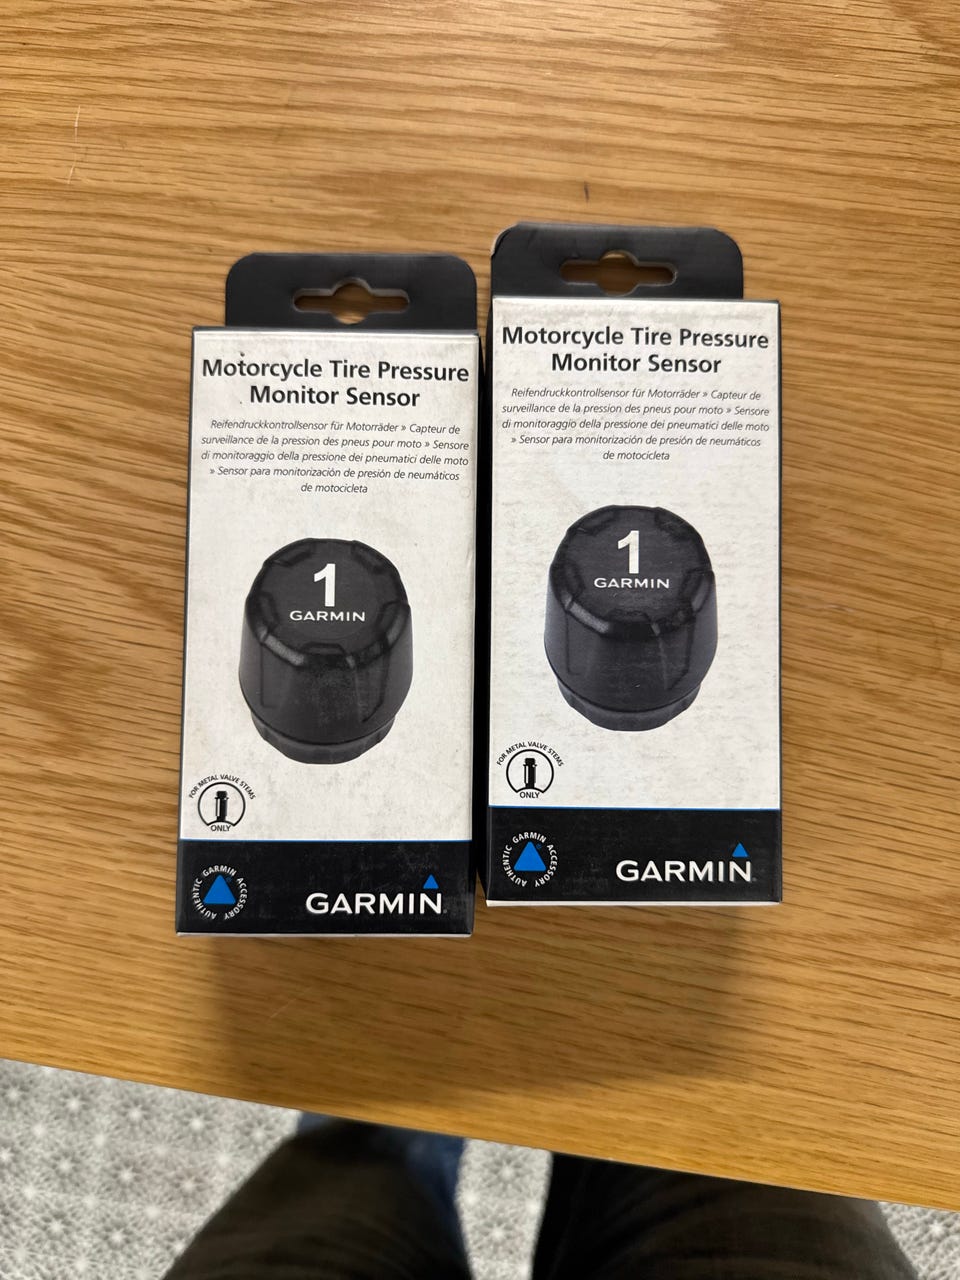 Motorcycle Tire Pressure
Monitor Sensor
Reifendruckkontrollsensor für Motorräder » Capteur de
surveillance de la pression des pneus pour moto » Sensore
di monitoraggio della pressione dei pneumatici delle moto
» Sensor para monitorización de presión de neumáticos
de motocicleta
1
GARMIN
FOR METAL VALVE STEMS
ONLY
AUTHENTIC GARMIN ACCESSORY
GARMIN
Motorcycle Tire Pressure
Monitor Sensor
Reifendruckkontrollsensor für Motorräder » Capteur de
surveillance de la pression des pneus pour moto » Sensore
di monitoraggio della pressione dei pneumatici delle moto
» Sensor para monitorización de presión de neumáticos
de motocicleta
1
GARMIN
FOR METAL VALVE STEMS
ONLY
AUTHENTIC GARMIN ACCESSORY
GARMIN